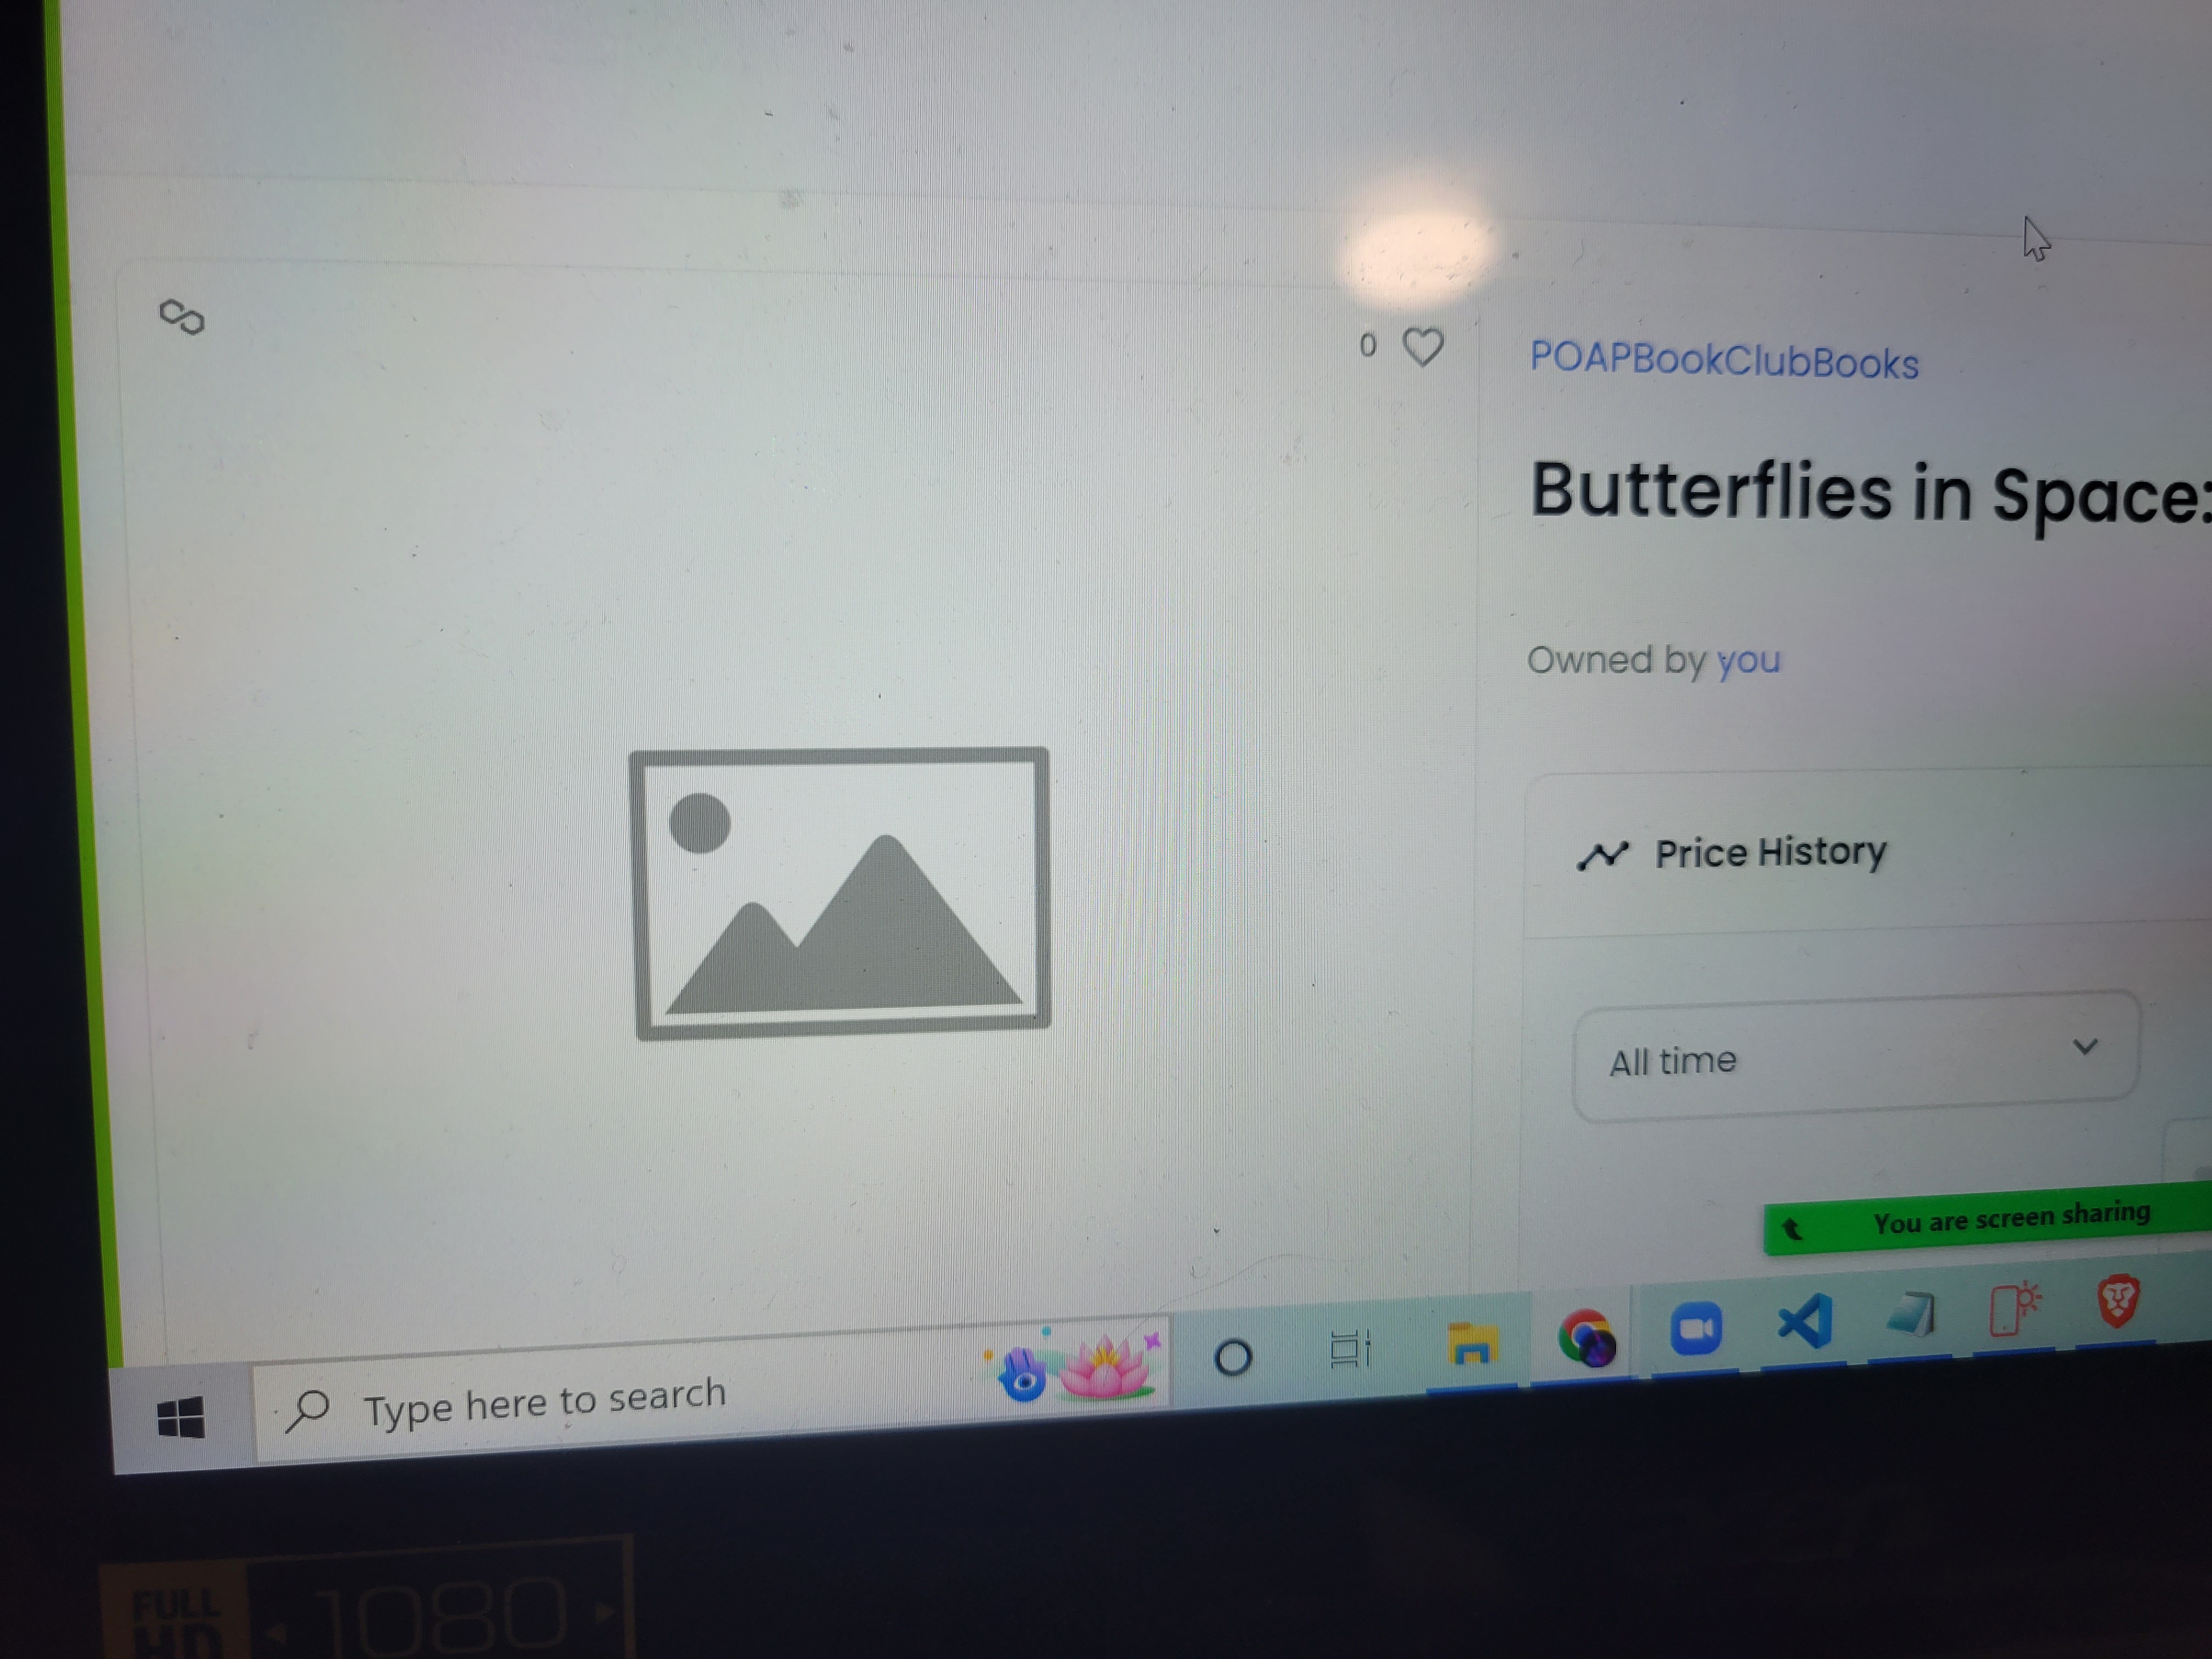 0
POAPBookClubBooks
Butterflies in Space:
Owned by you
Price History
All time
You are screen sharing
Type here to search
FULL
HD
1080